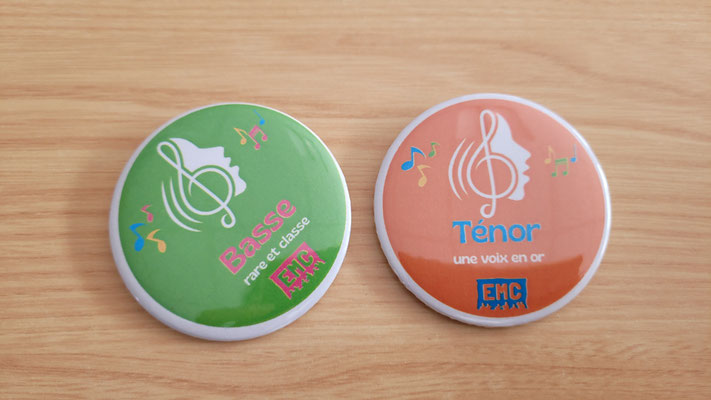 Basse
rare et classe
EMC
Ténor
une voix en or
EMC